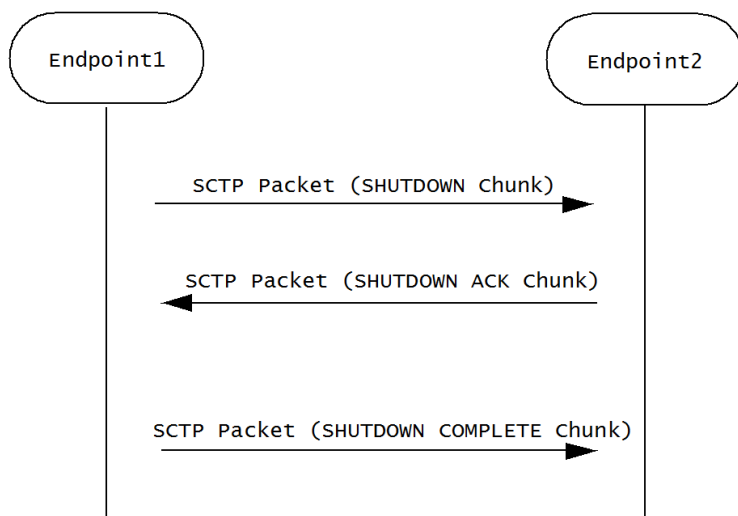 Endpoint1
Endpoint2
SCTP Packet (SHUTDOWN Chunk)
SCTP Packet (SHUTDOWN ACK Chunk)
SCTP Packet (SHUTDOWN COMPLETE Chunk)